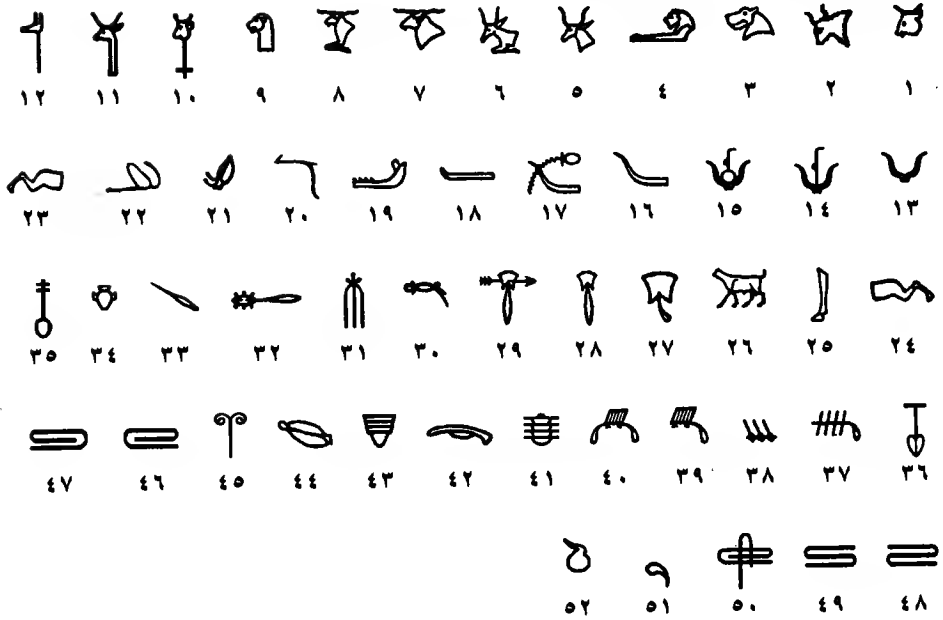 ١ ٢ ٣ ٤ ٥ ٦ ٧ ٨ ٩ ١٠ ١١ ١٢
١٣ ١٤ ١٥ ١٦ ١٧ ١٨ ١٩ ٢٠ ٢١ ٢٢ ٢٣
٢٤ ٢٥ ٢٦ ٢٧ ٢٨ ٢٩ ٣٠ ٣١ ٣٢ ٣٣ ٣٤ ٣٥
٣٦ ٣٧ ٣٨ ٣٩ ٤٠ ٤١ ٤٢ ٤٣ ٤٤ ٤٥ ٤٦ ٤٧
٤٨ ٤٩ ٥٠ ٥١ ٥٢